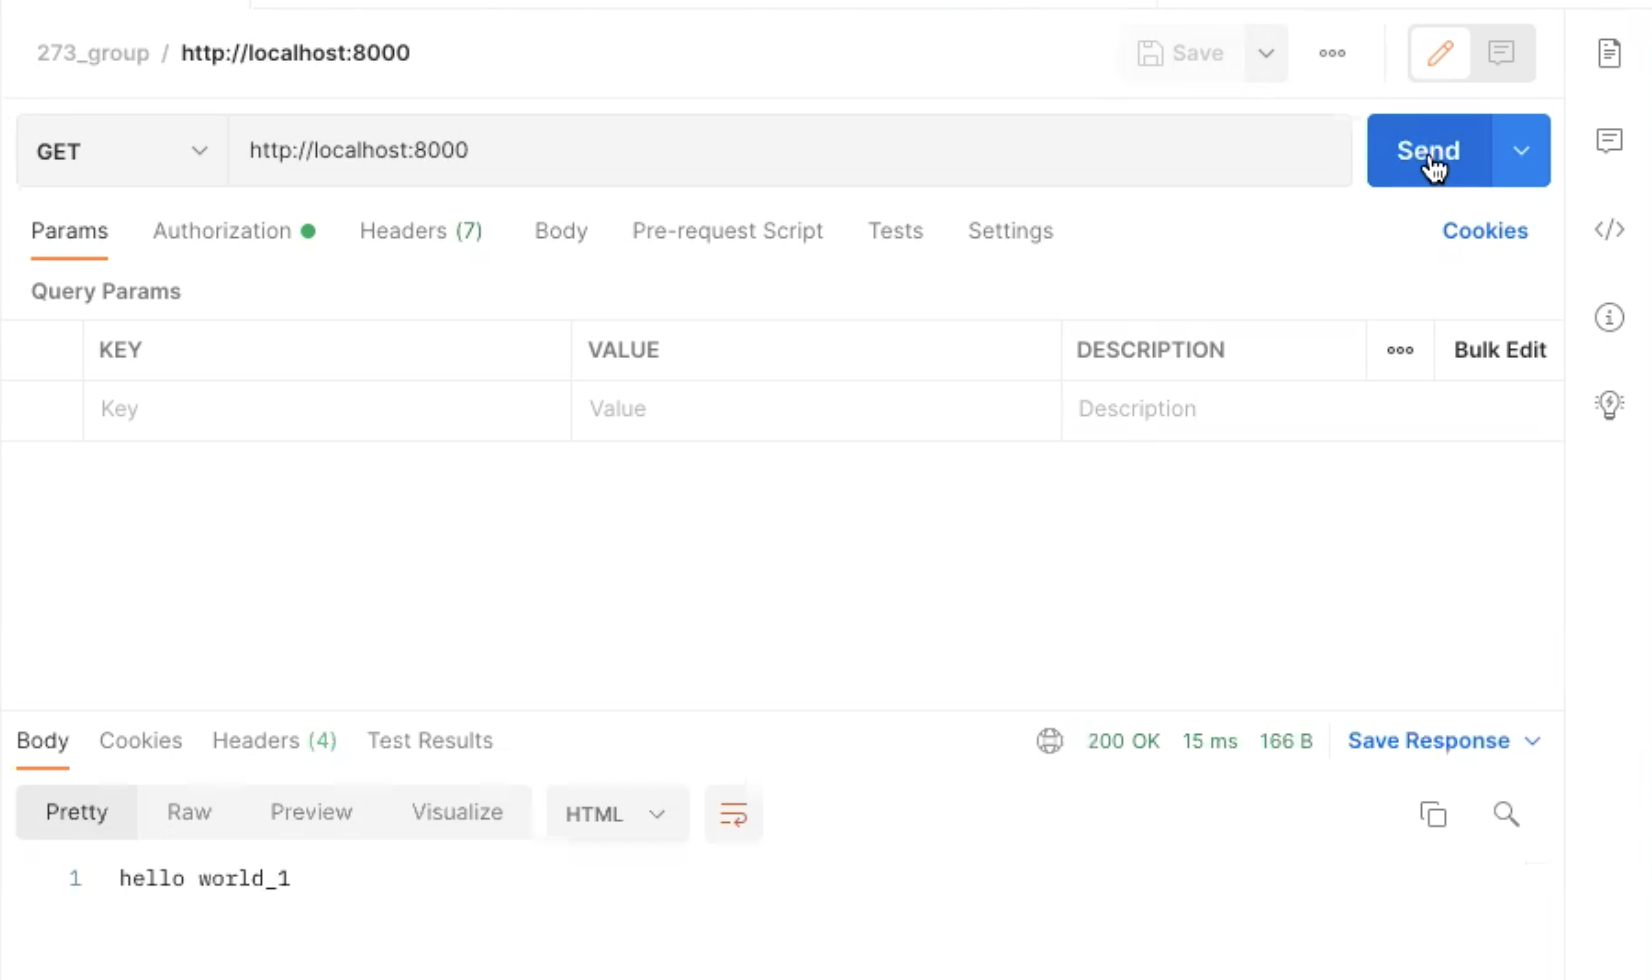 273_group / http://localhost:8000 Save
GET http://localhost:8000 Send
Params Authorization Headers (7) Body Pre-request Script Tests Settings Cookies
Query Params
KEY VALUE DESCRIPTION Bulk Edit
Key Value Description
Body Cookies Headers (4) Test Results 200 OK 15 ms 166 B Save Response
Pretty Raw Preview Visualize HTML
1 hello world_1